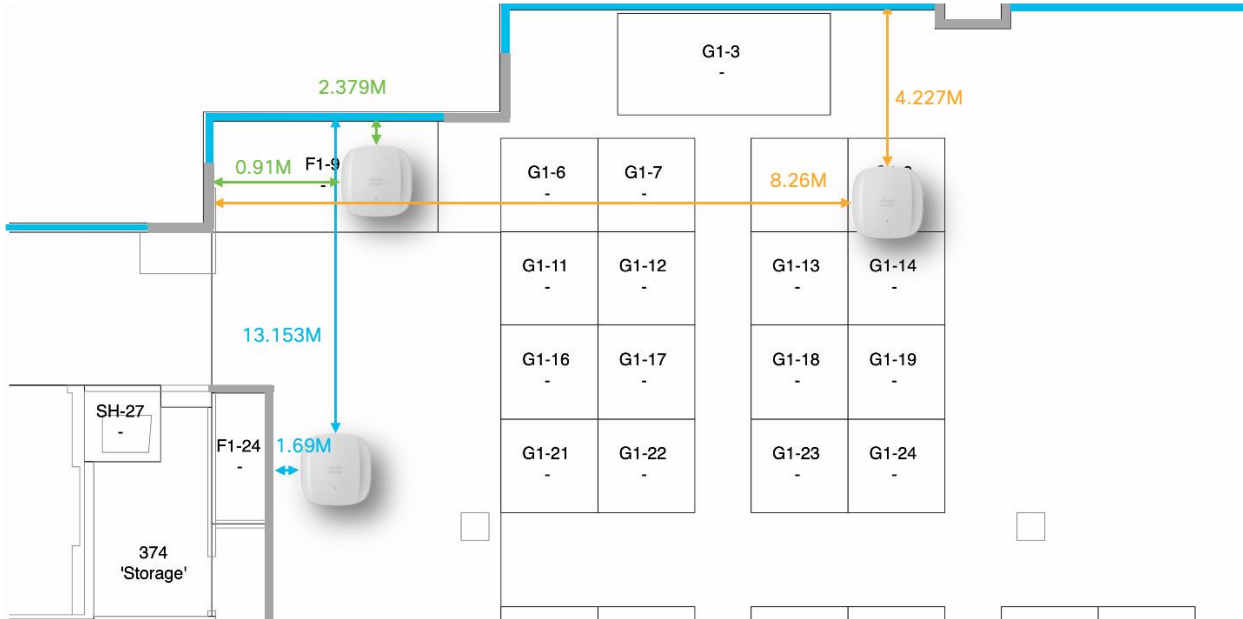 G1-3
-
2.379M
4.227M
0.91M
F1-9
-
G1-6
-
G1-7
-
8.26M
G1-11
-
G1-12
-
G1-13
-
G1-14
-
13.153M
G1-16
-
G1-17
-
G1-18
-
G1-19
-
SH-27
-
F1-24
-
1.69M
G1-21
-
G1-22
-
G1-23
-
G1-24
-
374
'Storage'